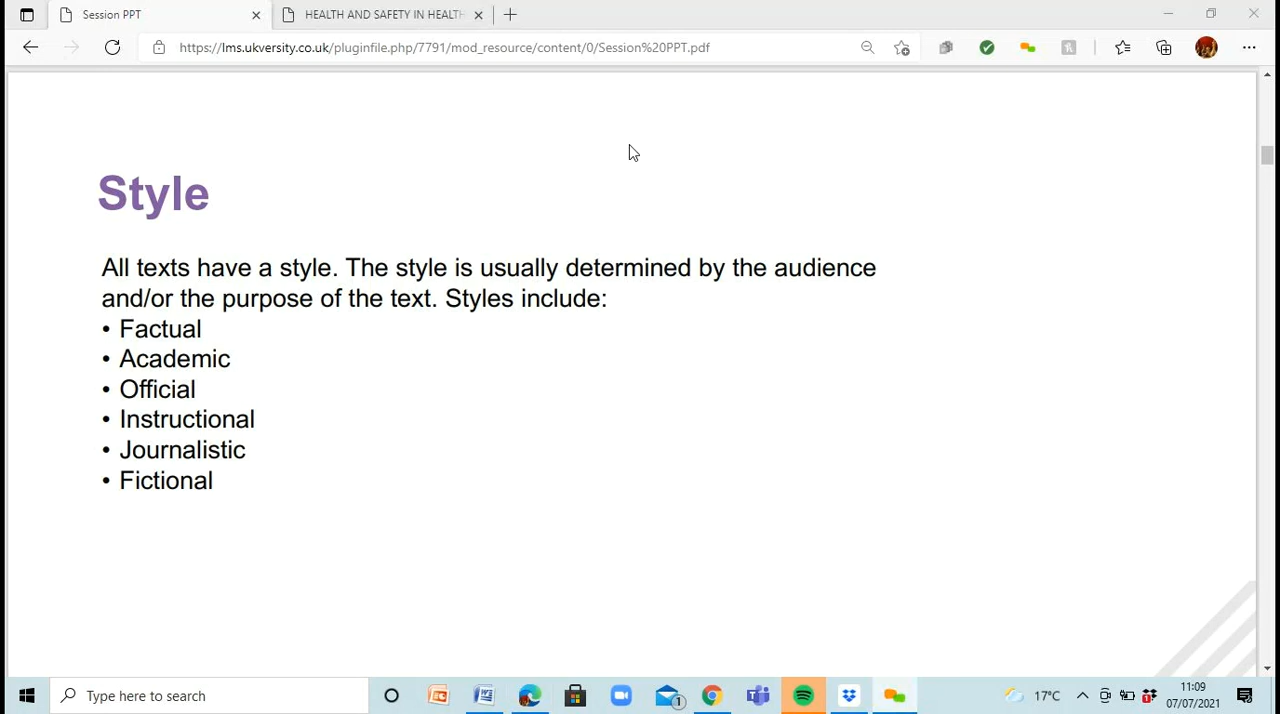 Session PPT
HEALTH AND SAFETY IN HEALTH
https://lms.ukversity.co.uk/pluginfile.php/7791/mod_resource/content/0/Session%20PPT.pdf
Style
All texts have a style. The style is usually determined by the audience
and/or the purpose of the text. Styles include:
• Factual
• Academic
• Official
• Instructional
• Journalistic
• Fictional
Type here to search
1
17°C
11:09
07/07/2021